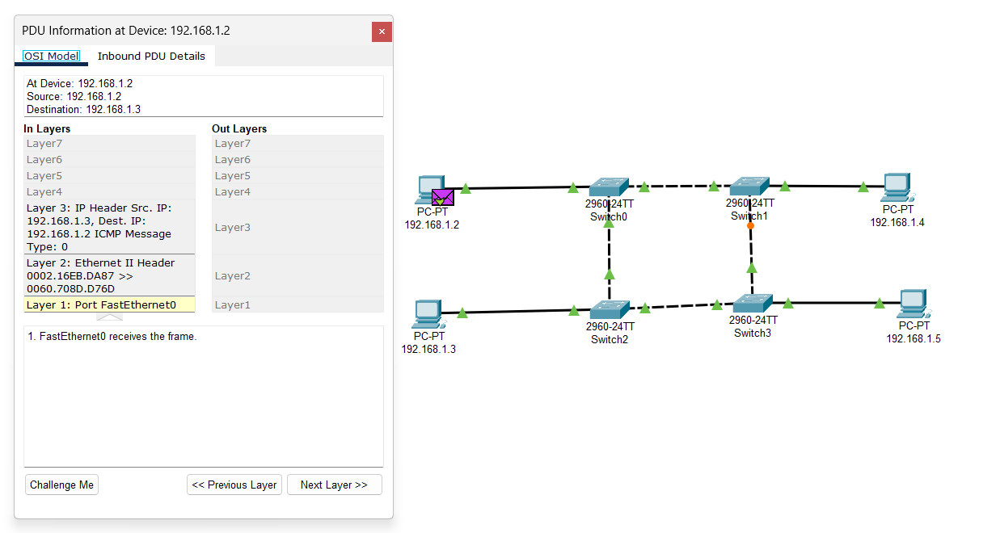 PDU Information at Device: 192.168.1.2
OSI Model
Inbound PDU Details
At Device: 192.168.1.2
Source: 192.168.1.2
Destination: 192.168.1.3
In Layers
Out Layers
Layer7
Layer7
Layer6
Layer6
Layer5
Layer5
Layer4
Layer4
Layer 3: IP Header Src. IP:
192.168.1.3, Dest. IP:
192.168.1.2 ICMP Message
Type: 0
Layer3
Layer 2: Ethernet II Header
0002.16EB.DA87 >>
0060.708D.D76D
Layer2
Layer 1: Port FastEthernet0
Layer1
1. FastEthernet0 receives the frame.
Challenge Me
<< Previous Layer
Next Layer >>
PC-PT
192.168.1.2
2960-24TT
Switch0
2960-24TT
Switch1
PC-PT
192.168.1.4
PC-PT
192.168.1.3
2960-24TT
Switch2
2960-24TT
Switch3
PC-PT
192.168.1.5